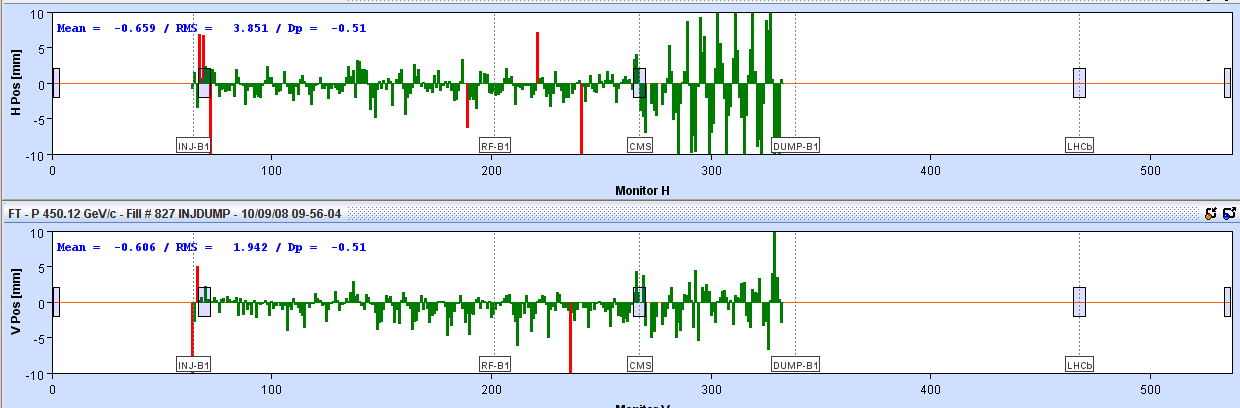 10
Mean = -0.659 / RMS = 3.851 / Dp = -0.51
5
H Pos [mm]
0
-5
INJ-B1 RF-B1 CMS DUMP-B1 LHCb
-10
0 100 200 300 400 500
Monitor H
FT - P 450.12 GeV/c - Fill # 827 INJDUMP - 10/09/08 09-56-04
10
Mean = -0.606 / RMS = 1.942 / Dp = -0.51
5
V Pos [mm]
0
-5
INJ-B1 RF-B1 CMS DUMP-B1 LHCb
-10
0 100 200 300 400 500
Monitor V